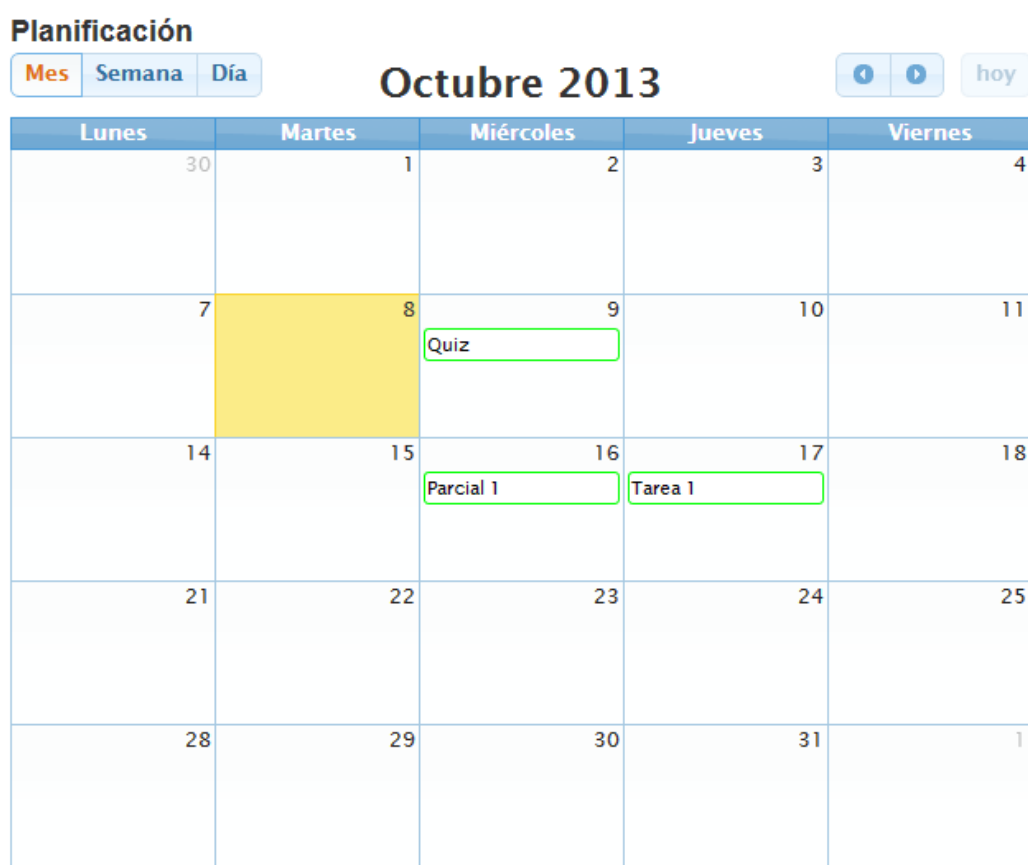 Planificación
Mes Semana Día Octubre 2013 hoy
Lunes Martes Miércoles Jueves Viernes
30 1 2 3 4
7 8 9 10 11
Quiz
14 15 16 17 18
Parcial 1 Tarea 1
21 22 23 24 25
28 29 30 31 1